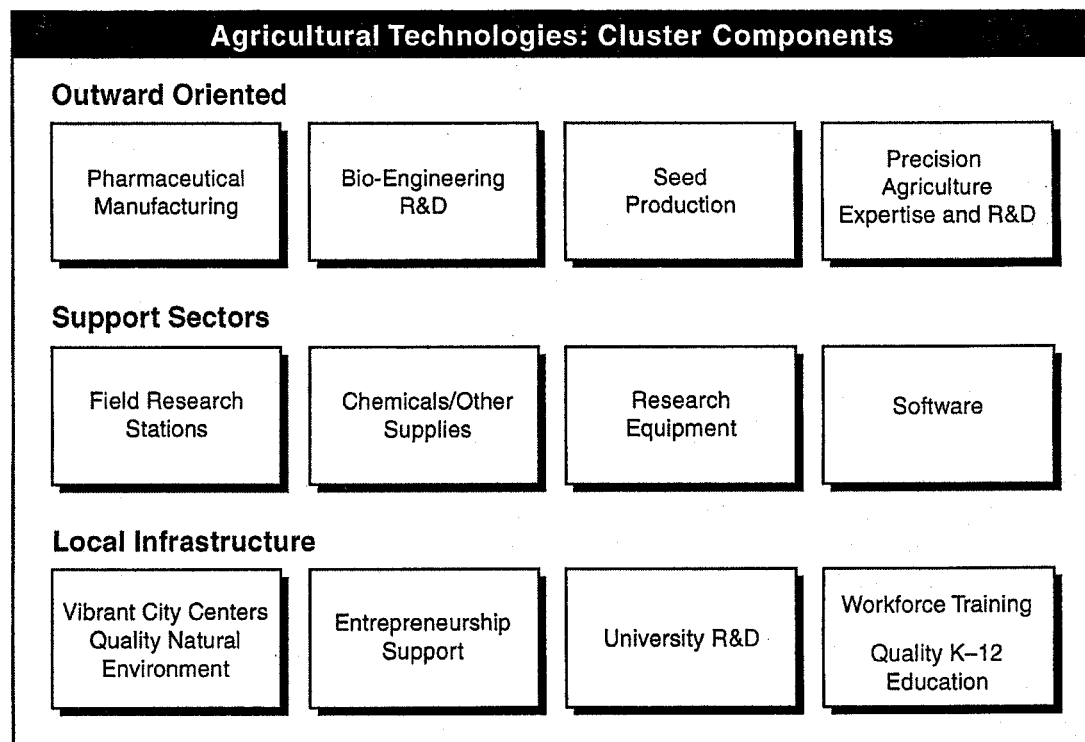 Agricultural Technologies: Cluster Components
Outward Oriented
Pharmaceutical
Manufacturing
Bio-Engineering
R&D
Seed
Production
Precision
Agriculture
Expertise and R&D
Support Sectors
Field Research
Stations
Chemicals/Other
Supplies
Research
Equipment
Software
Local Infrastructure
Vibrant City Centers
Quality Natural
Environment
Entrepreneurship
Support
University R&D
Workforce Training
Quality K–12
Education